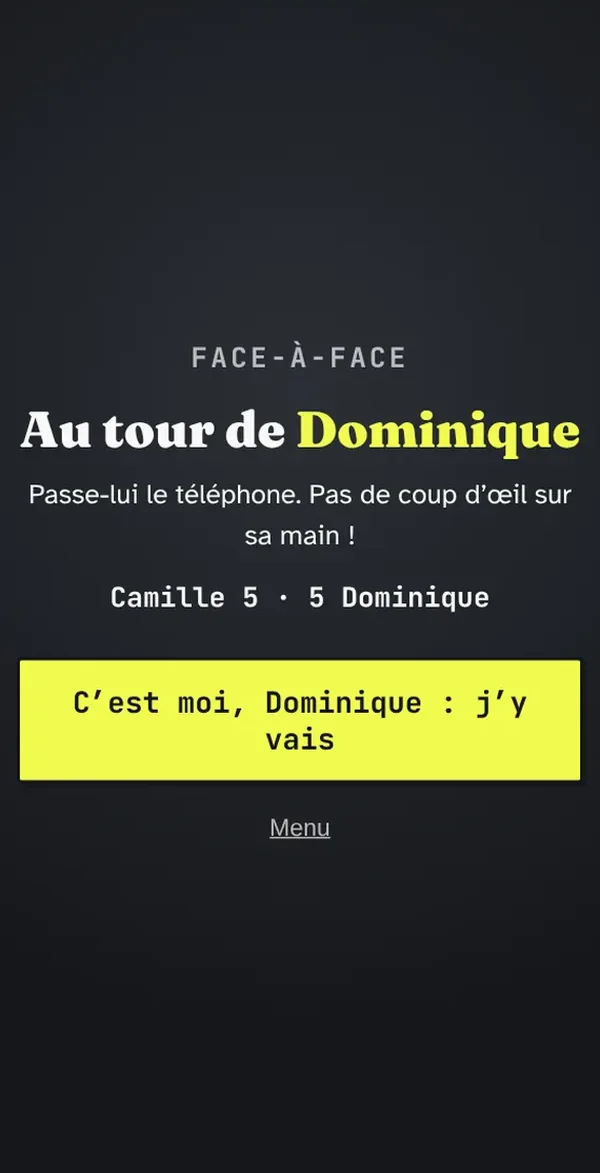 FACE-À-FACE
Au tour de Dominique
Passe-lui le téléphone. Pas de coup d’œil sur
sa main !
Camille 5 · 5 Dominique
C’est moi, Dominique : j’y
vais
Menu